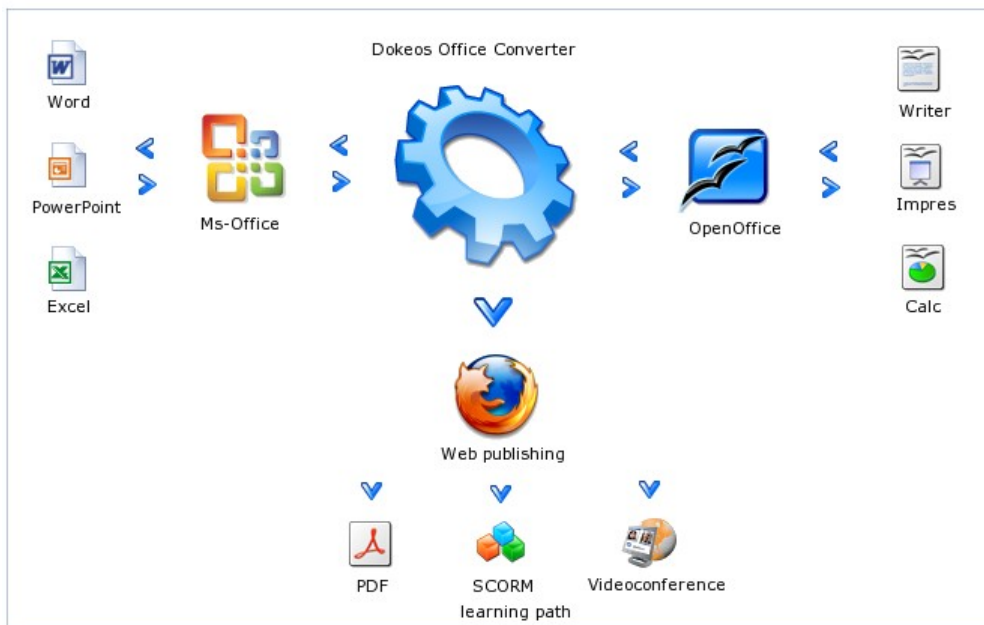 Dokeos Office Converter
Word
PowerPoint
Excel
Ms-Office
OpenOffice
Writer
Impres
Calc
Web publishing
PDF
SCORM
learning path
Videoconference